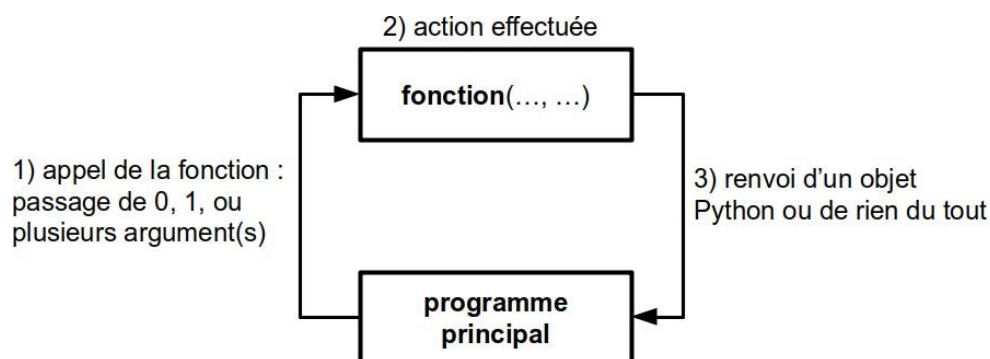 2) action effectuée
fonction(…, …)
1) appel de la fonction :
passage de 0, 1, ou
plusieurs argument(s)
3) renvoi d’un objet
Python ou de rien du tout
programme
principal